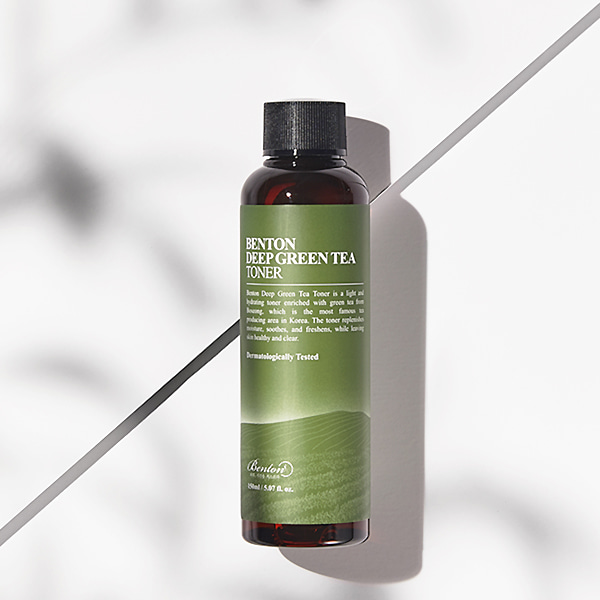 BENTON
DEEP GREEN TEA
TONER
Benton Deep Green Tea Toner is a light and
hydrating toner enriched with green tea from
Boseong, which is the most famous tea
producing area in Korea. The toner replenishes
moisture, soothes, and freshens, while leaving
skin healthy and clear.
Dermatologically Tested
Benton
150ml / 5.07 fl. oz.